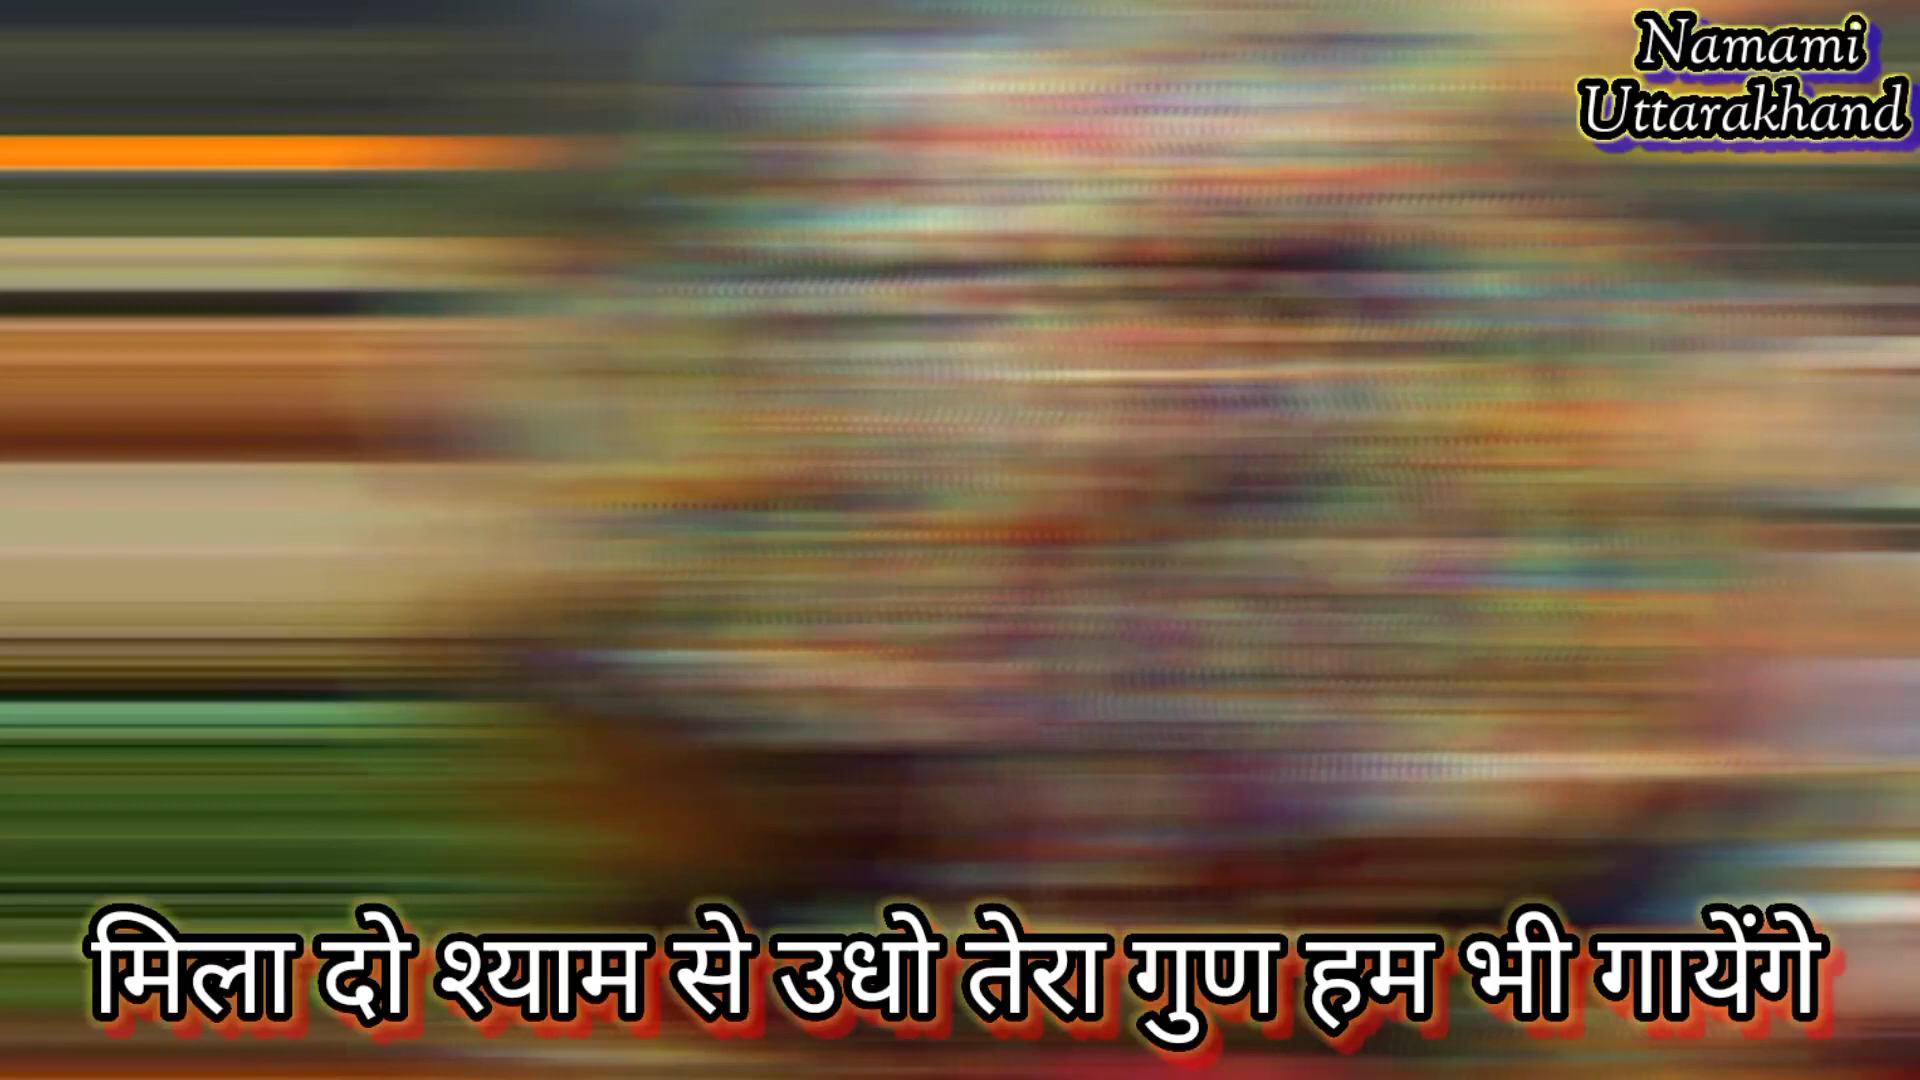 Namami
Uttarakhand
मिला दो श्याम से उधो तेरा गुण हम भी गायेंगे